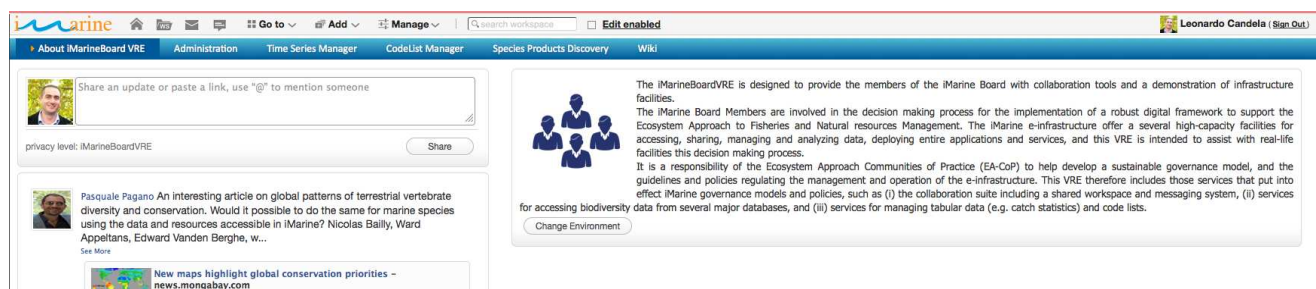 iMarine Go to Add Manage search workspace Edit enabled Leonardo Candela (Sign Out)
About iMarineBoard VRE Administration Time Series Manager CodeList Manager Species Products Discovery Wiki
Share an update or paste a link, use "@" to mention someone
privacy level: iMarineBoardVRE Share
Pasquale Pagano An interesting article on global patterns of terrestrial vertebrate
diversity and conservation. Would it possible to do the same for marine species
using the data and resources accessible in iMarine? Nicolas Bailly, Ward
Appeltans, Edward Vanden Berghe, w...
See More
New maps highlight global conservation priorities –
news.mongabay.com
The iMarineBoardVRE is designed to provide the members of the iMarine Board with collaboration tools and a demonstration of infrastructure
facilities.
The iMarine Board Members are involved in the decision making process for the implementation of a robust digital framework to support the
Ecosystem Approach to Fisheries and Natural resources Management. The iMarine e-infrastructure offer a several high-capacity facilities for
accessing, sharing, managing and analyzing data, deploying entire applications and services, and this VRE is intended to assist with real-life
facilities this decision making process.
It is a responsibility of the Ecosystem Approach Communities of Practice (EA-CoP) to help develop a sustainable governance model, and the
guidelines and policies regulating the management and operation of the e-infrastructure. This VRE therefore includes those services that put into
effect iMarine governance models and policies, such as (i) the collaboration suite including a shared workspace and messaging system, (ii) services
for accessing biodiversity data from several major databases, and (iii) services for managing tabular data (e.g. catch statistics) and code lists.
Change Environment